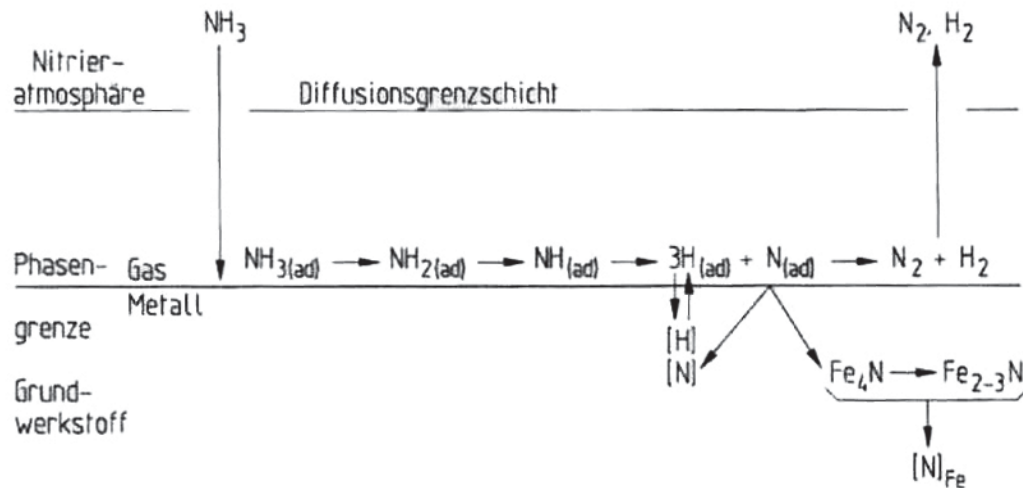 NH3
N2, H2
Nitrier-
atmosphäre
Diffusionsgrenzschicht
Phasen-
Gas
NH3(ad) → NH2(ad) → NH(ad) → 3H(ad) + N(ad) → N2 + H2
Metall
grenze
[H]
[N]
Fe4N → Fe2-3N
Grund-
werkstoff
[N]Fe